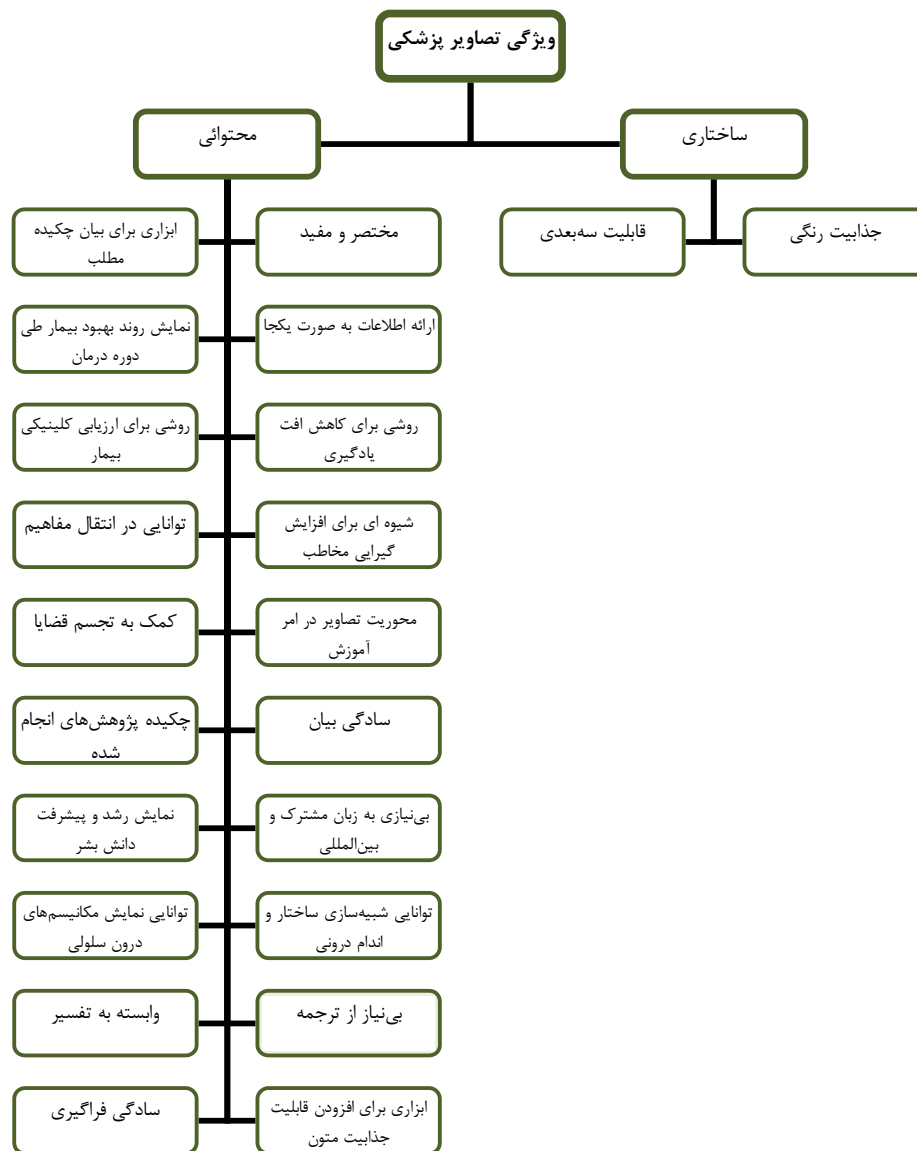 ویژگی تصاویر پزشکی
ساختاری
محتوائی
جذابیت رنگی
قابلیت سه‌بعدی
مختصر و مفید
ابزاری برای بیان چکیده
مطلب
ارائه اطلاعات به صورت یکجا
نمایش روند بهبود بیمار طی
دوره درمان
روشی برای کاهش افت
یادگیری
روشی برای ارزیابی کلینیکی
بیمار
شیوه ای برای افزایش
گیرایی مخاطب
توانایی در انتقال مفاهیم
محوریت تصاویر در امر
آموزش
کمک به تجسم قضایا
سادگی بیان
چکیده پژوهش‌های انجام
شده
بی‌نیازی به زبان مشترک و
بین‌المللی
نمایش رشد و پیشرفت
دانش بشر
توانایی شبیه‌سازی ساختار و
اندام درونی
توانایی نمایش مکانیسم‌های
درون سلولی
بی‌نیاز از ترجمه
وابسته به تفسیر
ابزاری برای افزودن قابلیت
جذابیت متون
سادگی فراگیری